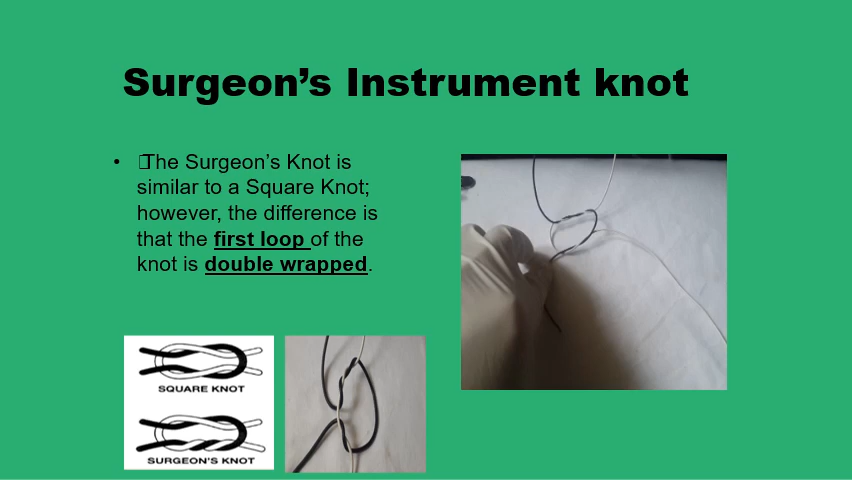 Surgeon’s Instrument knot
• The Surgeon’s Knot is
similar to a Square Knot;
however, the difference is
that the first loop of the
knot is double wrapped.
SQUARE KNOT
SURGEON'S KNOT